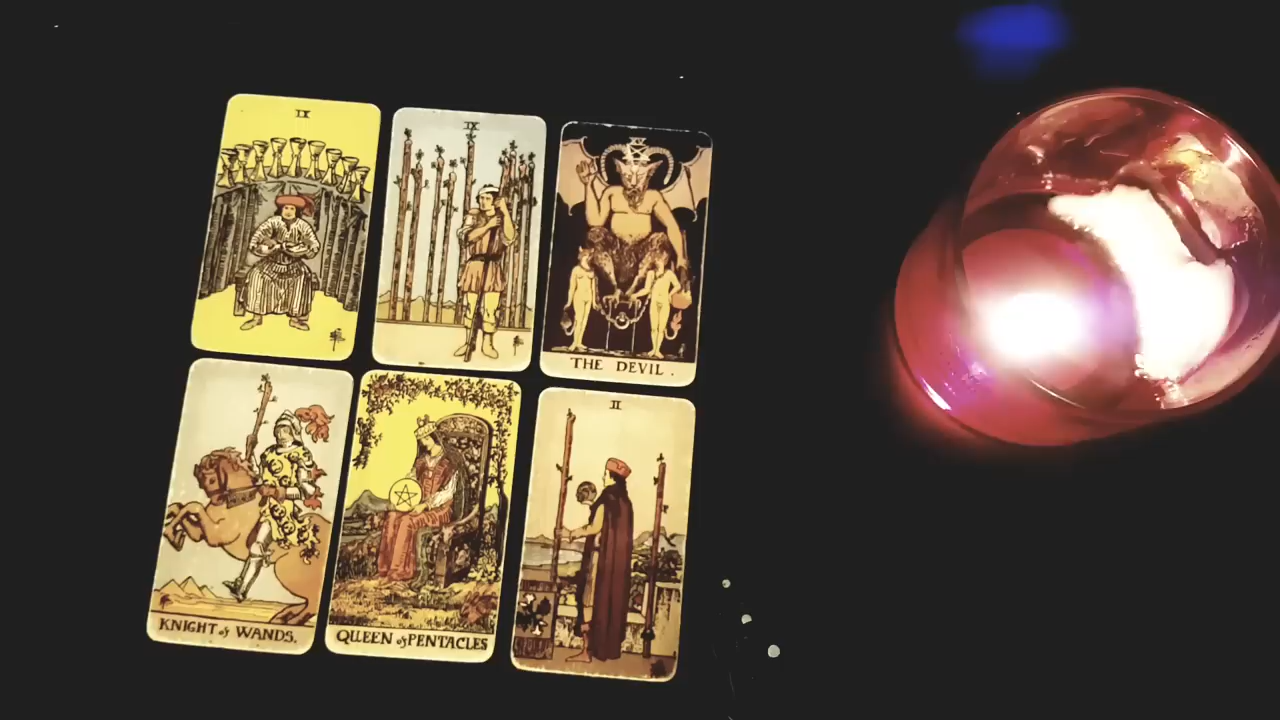 IX
IX
THE DEVIL.
KNIGHT of WANDS.
QUEEN of PENTACLES
II